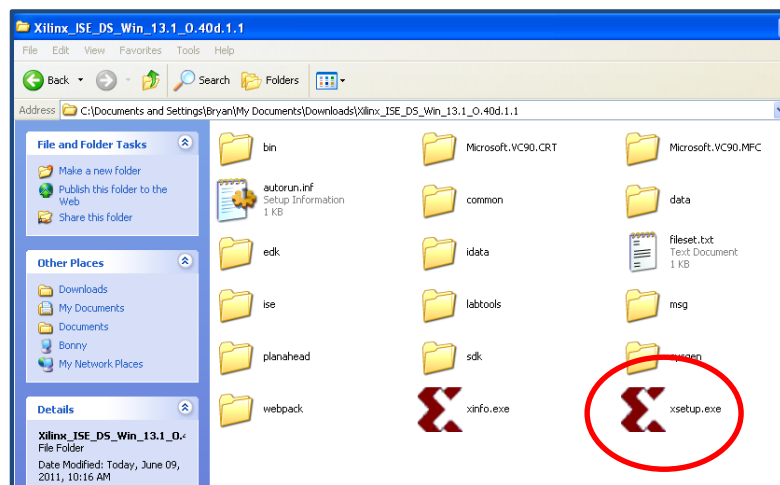 Xilinx_ISE_DS_Win_13.1_O.40d.1.1
File Edit View Favorites Tools Help
Back Search Folders
Address C:\Documents and Settings\Bryan\My Documents\Downloads\Xilinx_ISE_DS_Win_13.1_O.40d.1.1
File and Folder Tasks
Make a new folder
Publish this folder to the
Web
Share this folder
Other Places
Downloads
My Documents
Documents
Bonny
My Network Places
Details
Xilinx_ISE_DS_Win_13.1_O.4
File Folder
Date Modified: Today, June 09,
2011, 10:16 AM
bin Microsoft.VC90.CRT Microsoft.VC90.MFC
autorun.inf
Setup Information
1 KB
common data
edk idata
fileset.txt
Text Document
1 KB
ise labtools msg
planahead sdk sysgen
webpack xinfo.exe xsetup.exe